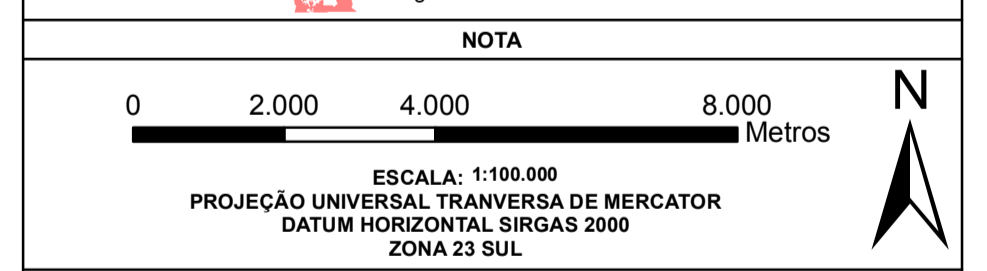 NOTA
0 2.000 4.000 8.000
Metros
N
ESCALA: 1:100.000
PROJEÇÃO UNIVERSAL TRANVERSA DE MERCATOR
DATUM HORIZONTAL SIRGAS 2000
ZONA 23 SUL